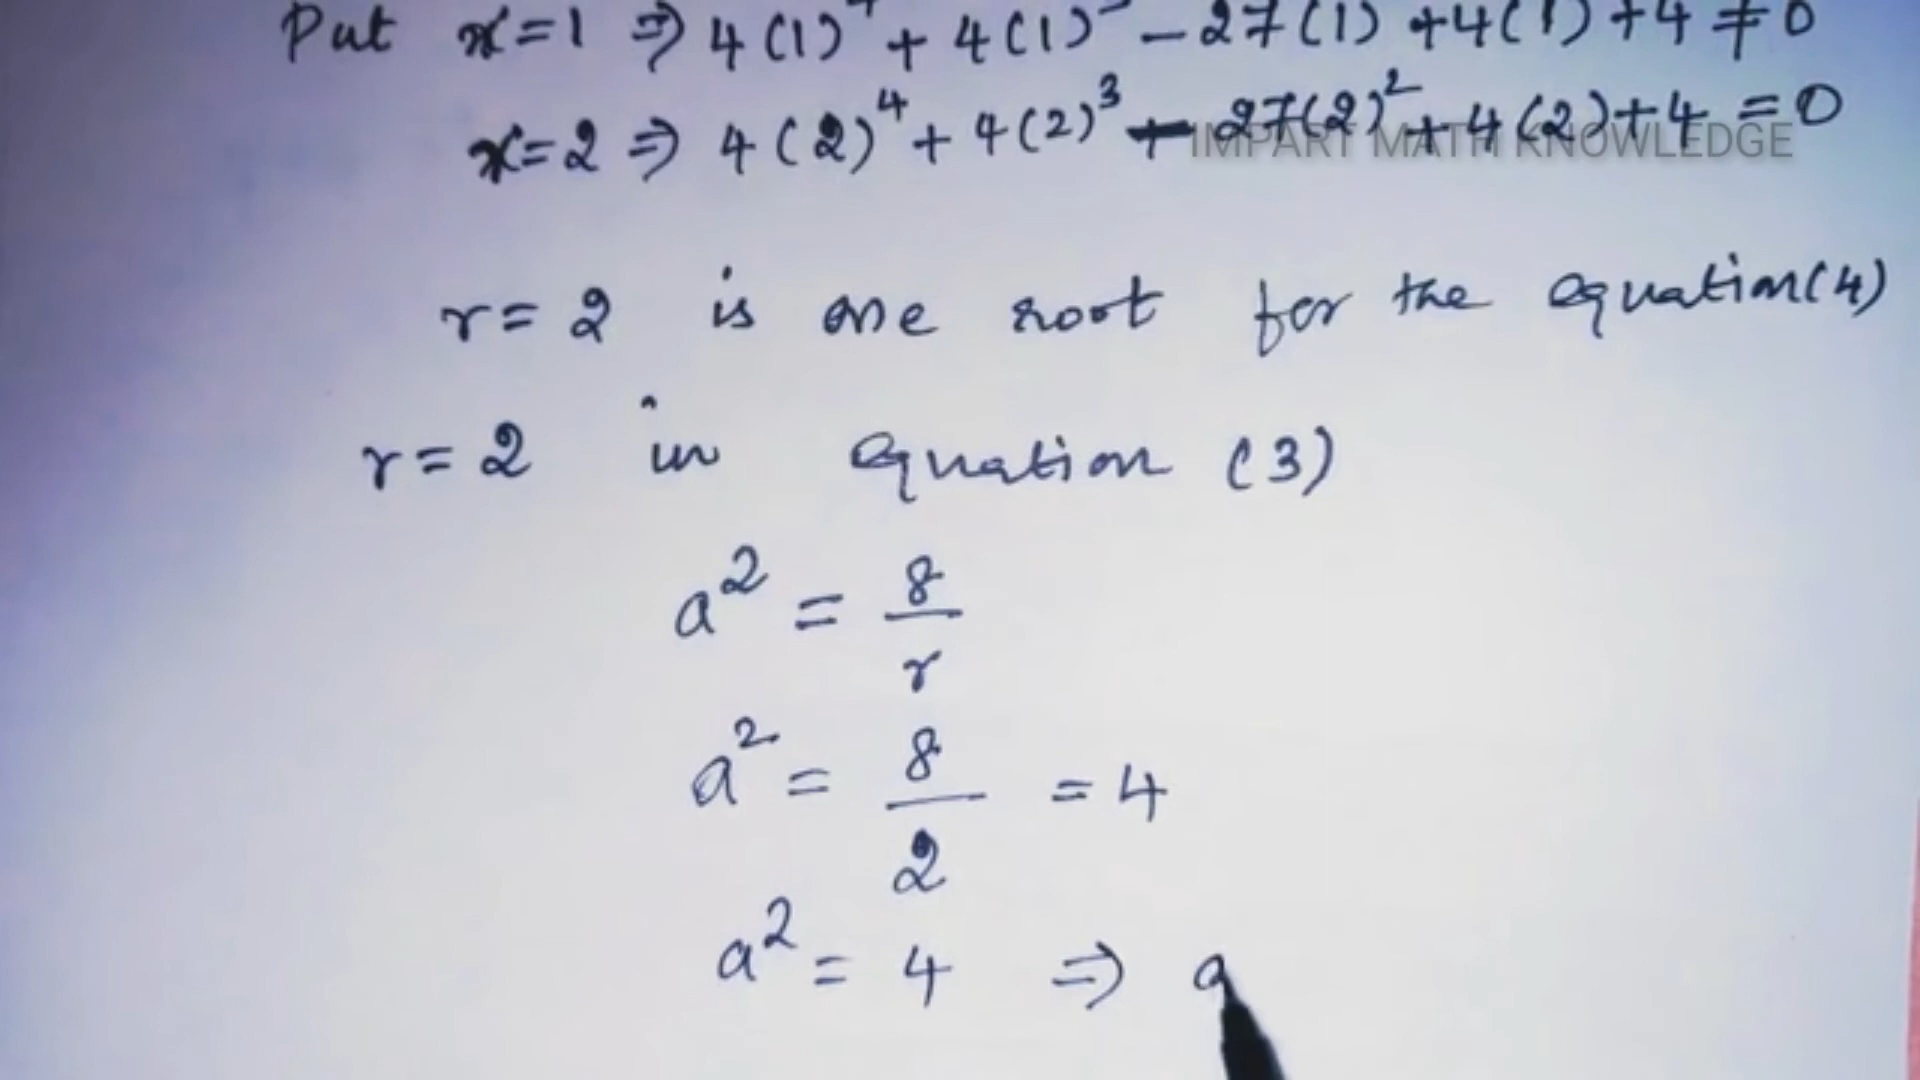 Put x=1 ⇒ 4(1)⁴ + 4(1)³ - 27(1) + 4(1) + 4 ≠ 0
x=2 ⇒ 4(2)⁴ + 4(2)³ - 27(2)² + 4(2) + 4 = 0
IMPART MATH KNOWLEDGE
r = 2 is one root for the equation(4)
r = 2 in equation (3)
a² = 8/r
a² = 8/2 = 4
a² = 4 ⇒ a